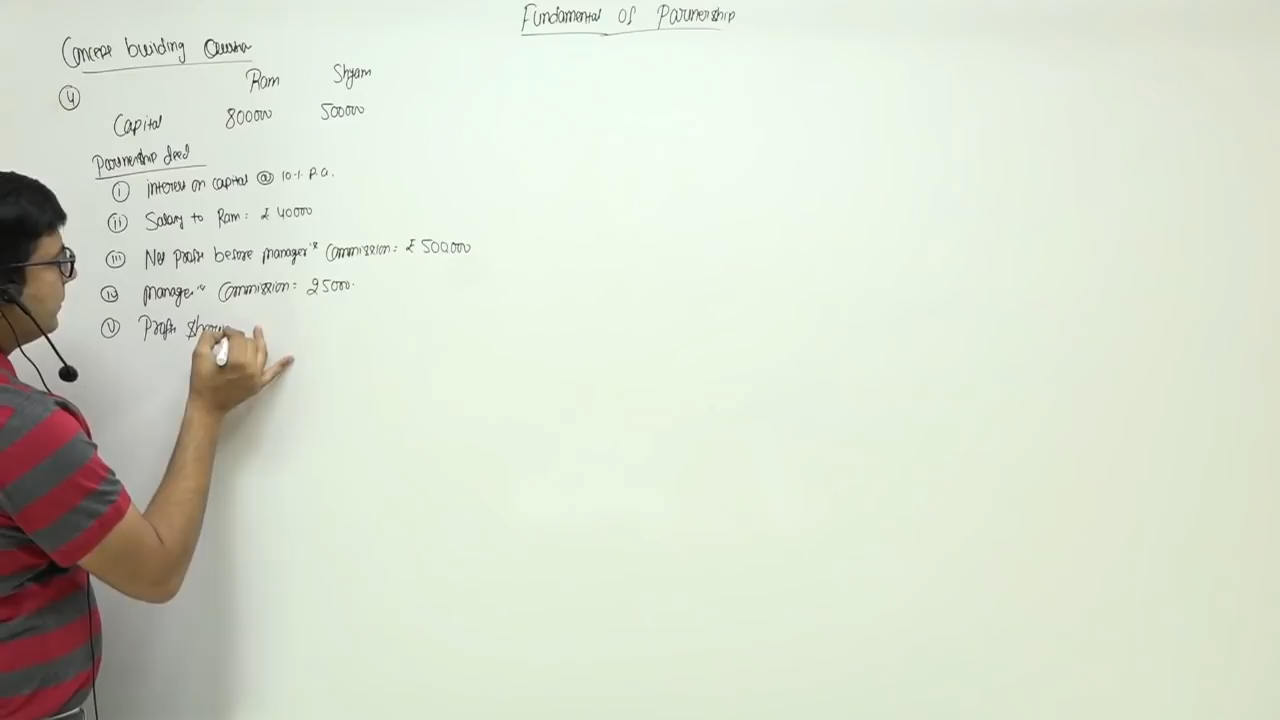 Fundamental of Partnership
Concept building Question
Ram Shyam
(4)
Capital 800000 500000
Partnership deed
(i) interest on capital @ 10% P.a.
(ii) Salary to Ram: ₹ 40000
(iii) Net profit before manager's Commission: ₹ 500000
(iv) manager's Commission: 25000.
(v) Profit Shar